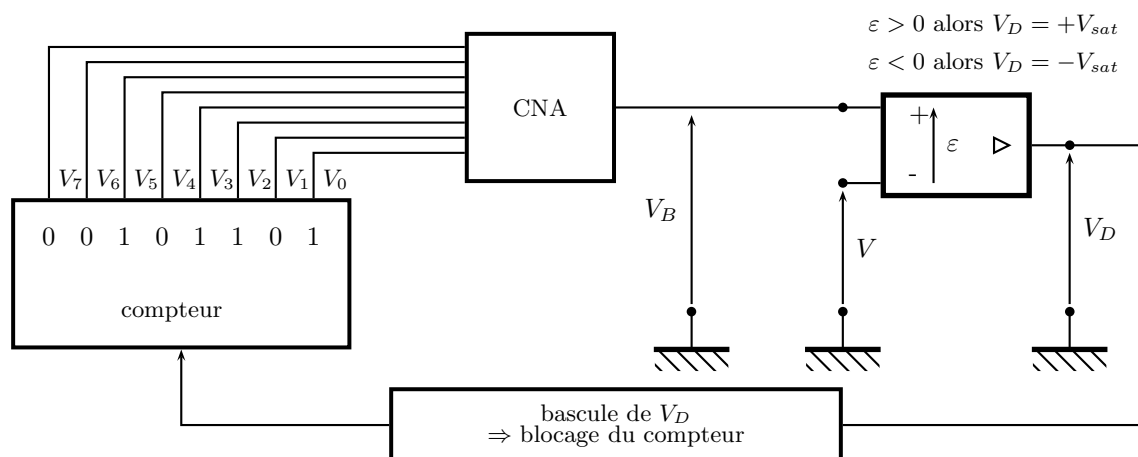 ε > 0 alors V_D = +V_sat
ε < 0 alors V_D = −V_sat
CNA
+
ε
-
V_7 V_6 V_5 V_4 V_3 V_2 V_1 V_0
V_B
V
V_D
0 0 1 0 1 1 0 1
compteur
bascule de V_D
⇒ blocage du compteur